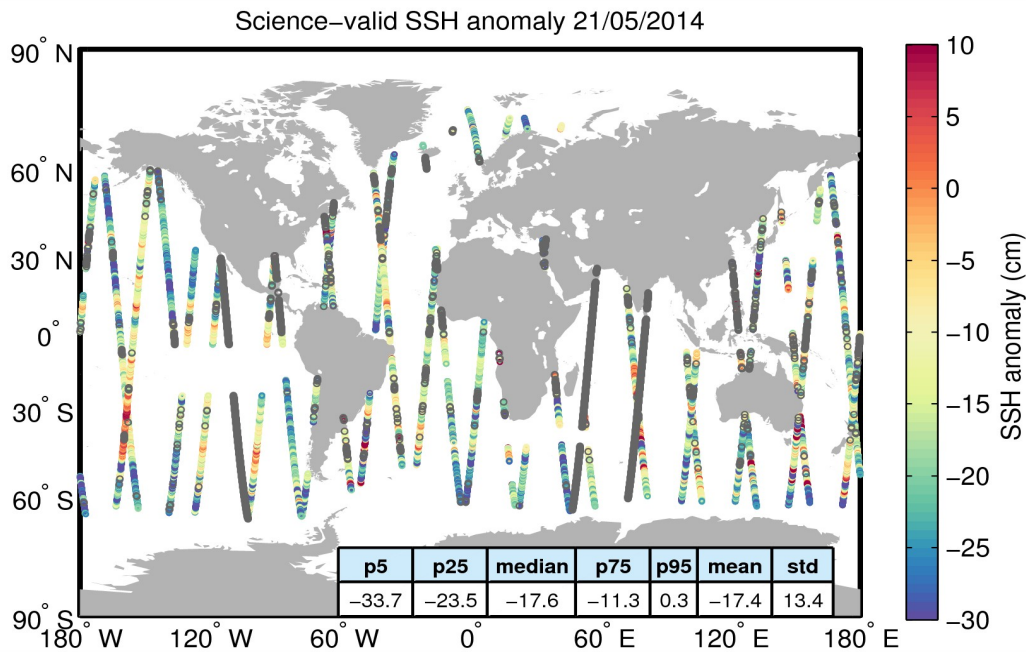 Science−valid SSH anomaly 21/05/2014
90° N
60° N
30° N
0°
30° S
60° S
90° S
180° W
120° W
60° W
0°
60° E
120° E
180° E
p5 p25 median p75 p95 mean std
−33.7 −23.5 −17.6 −11.3 0.3 −17.4 13.4
10
5
0
−5
−10
−15
−20
−25
−30
SSH anomaly (cm)